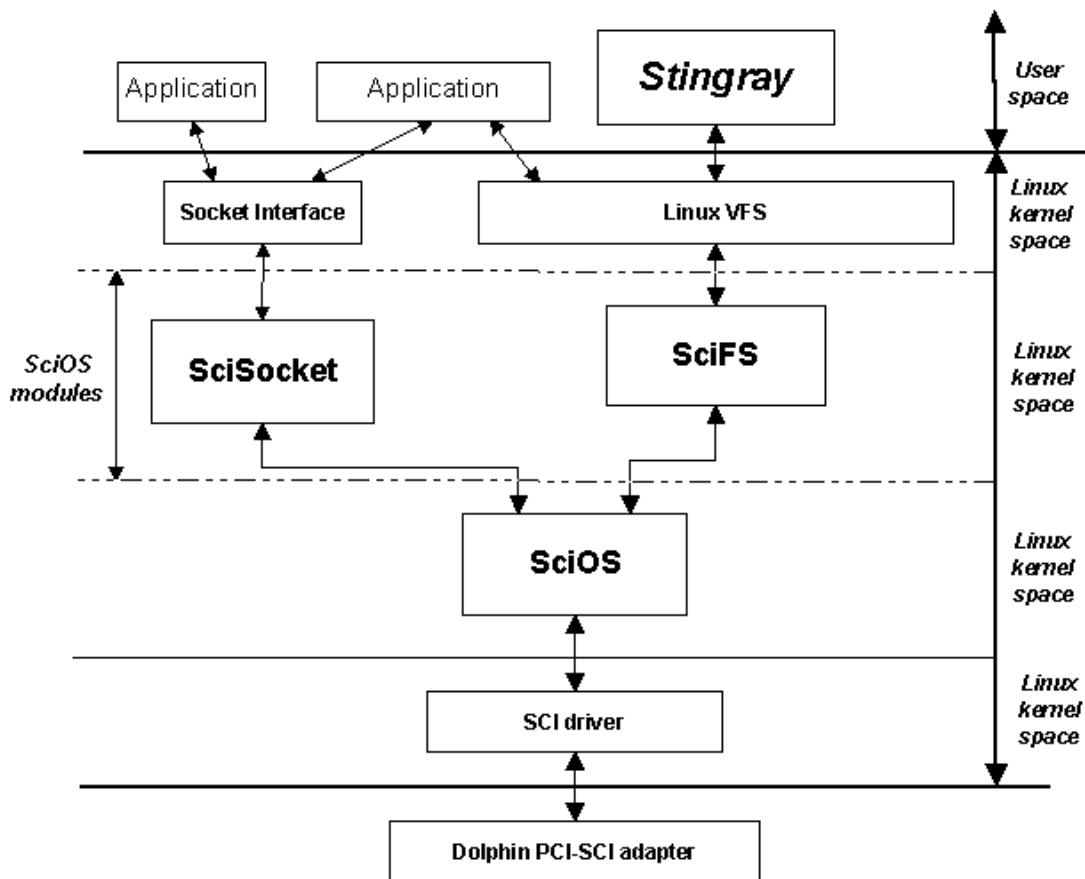 Application
Application
Stingray
User
space
Socket Interface
Linux VFS
Linux
kernel
space
SciOS
modules
SciSocket
SciFS
Linux
kernel
space
SciOS
Linux
kernel
space
SCI driver
Linux
kernel
space
Dolphin PCI-SCI adapter